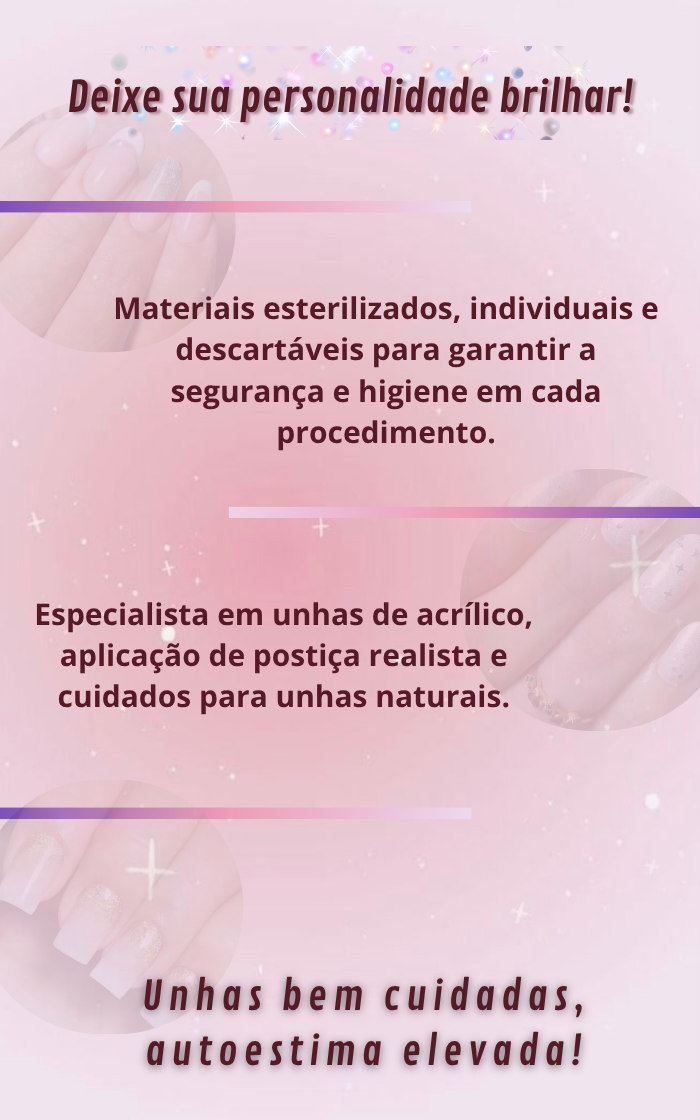 Deixe sua personalidade brilhar!
Materiais esterilizados, individuais e
descartáveis para garantir a
segurança e higiene em cada
procedimento.
Especialista em unhas de acrílico,
aplicação de postiça realista e
cuidados para unhas naturais.
Unhas bem cuidadas,
autoestima elevada!